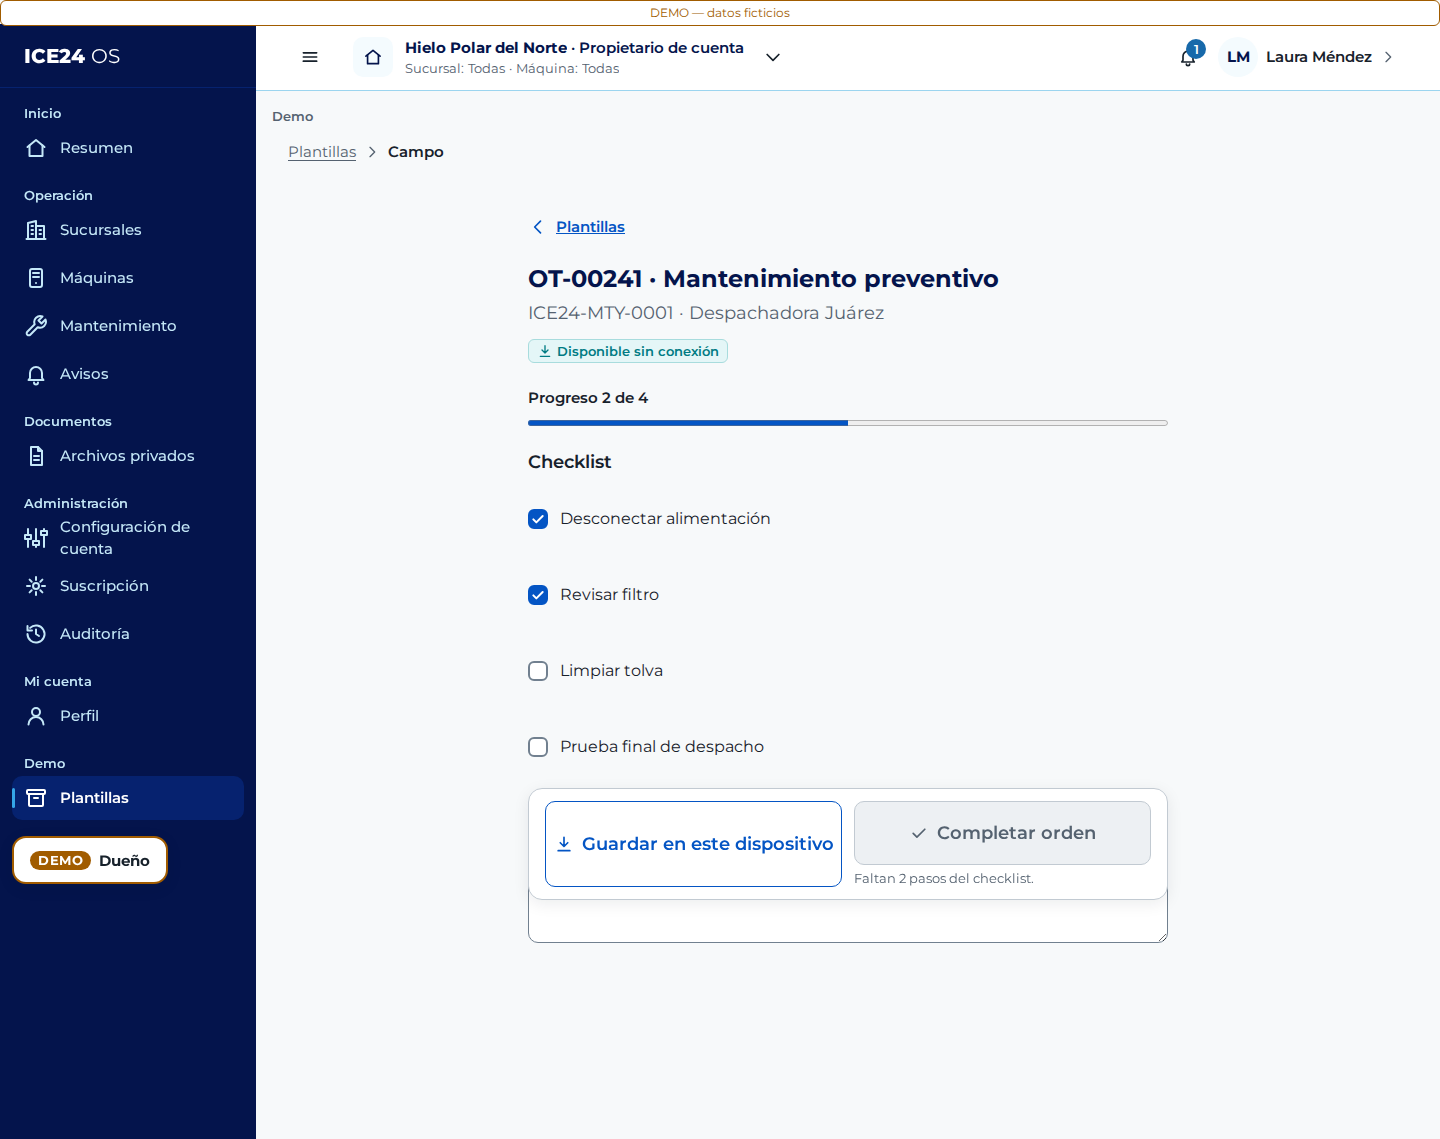 DEMO — datos ficticios
ICE24 OS
Inicio
Resumen
Operación
Sucursales
Máquinas
Mantenimiento
Avisos
Documentos
Archivos privados
Administración
Configuración de
cuenta
Suscripción
Auditoría
Mi cuenta
Perfil
Demo
Plantillas
DEMO Dueño
Hielo Polar del Norte · Propietario de cuenta
Sucursal: Todas · Máquina: Todas
1
LM Laura Méndez
Demo
Plantillas Campo
Plantillas
OT-00241 · Mantenimiento preventivo
ICE24-MTY-0001 · Despachadora Juárez
Disponible sin conexión
Progreso 2 de 4
Checklist
Desconectar alimentación
Revisar filtro
Limpiar tolva
Prueba final de despacho
Guardar en este dispositivo
Completar orden
Faltan 2 pasos del checklist.